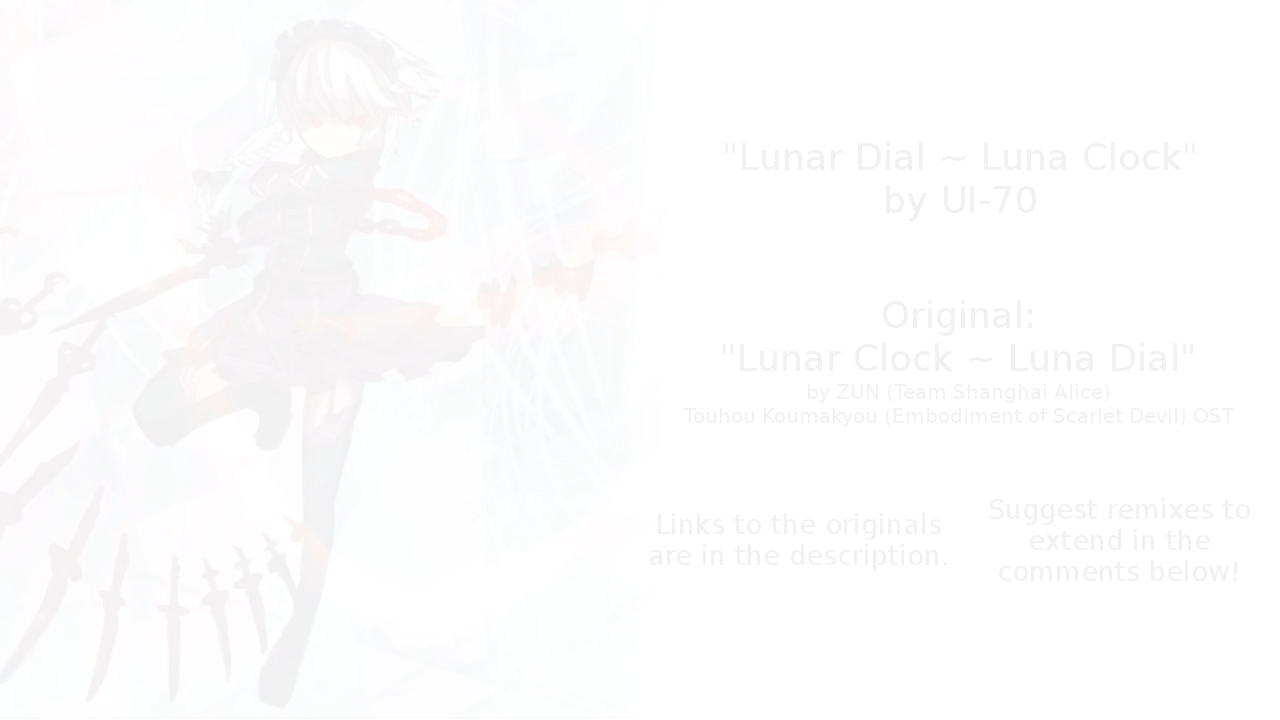 "Lunar Dial ~ Luna Clock"
by UI-70
Original:
"Lunar Clock ~ Luna Dial"
by ZUN (Team Shanghai Alice)
Touhou Koumakyou (Embodiment of Scarlet Devil) OST
Links to the originals
are in the description.
Suggest remixes to
extend in the
comments below!